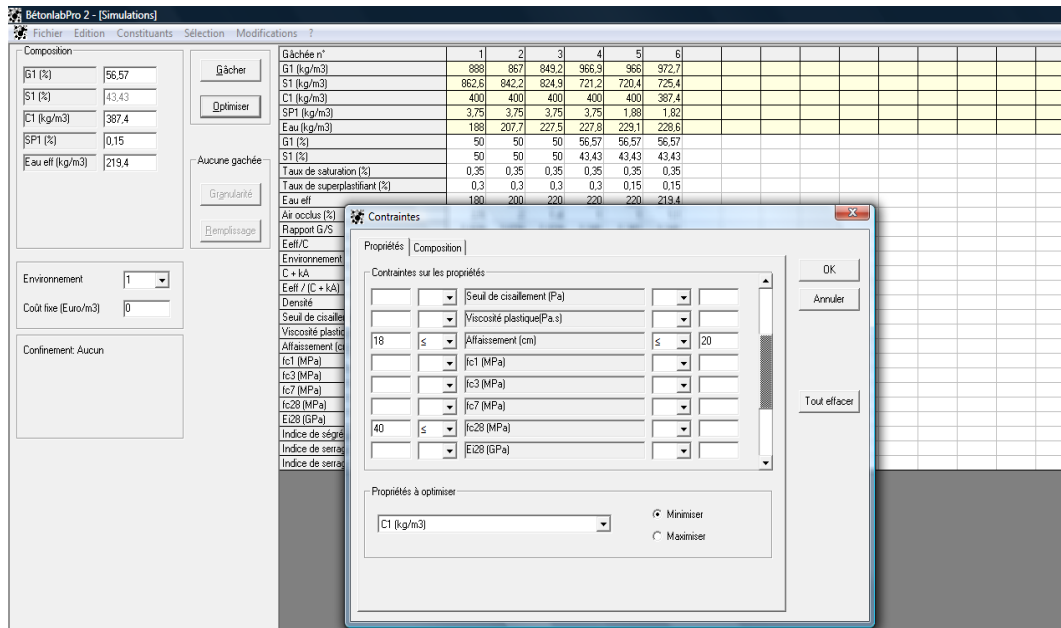 BétonlabPro 2 - [Simulations]
Fichier Edition Constituants Sélection Modifications ?
Composition
G1 (%) 56,57
S1 (%) 43,43
C1 (kg/m3) 387,4
SP1 (%) 0,15
Eau eff (kg/m3) 219,4
Gâcher
Optimiser
Aucune gachée
Granularité
Remplissage
Environnement 1
Coût fixe (Euro/m3) 0
Confinement: Aucun
Gâchée n° 1 2 3 4 5 6
G1 (kg/m3) 888 867 849,2 966,9 966 972,7
S1 (kg/m3) 862,6 842,2 824,9 721,2 720,4 725,4
C1 (kg/m3) 400 400 400 400 400 387,4
SP1 (kg/m3) 3,75 3,75 3,75 3,75 1,88 1,82
Eau (kg/m3) 188 207,7 227,5 227,8 229,1 228,6
G1 (%) 50 50 50 56,57 56,57 56,57
S1 (%) 50 50 50 43,43 43,43 43,43
Taux de saturation (%) 0,35 0,35 0,35 0,35 0,35 0,35
Taux de superplastifiant (%) 0,3 0,3 0,3 0,3 0,15 0,15
Eau eff 180 200 220 220 220 219,4
Air occlus (%)
Rapport G/S
Eeff/C
Environnement
C + kA
Eeff / (C + kA)
Densité
Seuil de cisaille
Viscosité plastiq
Affaissement (c
fc1 (MPa)
fc3 (MPa)
fc7 (MPa)
fc28 (MPa)
Ei28 (GPa)
Indice de ségré
Indice de serrag
Indice de serrag
Contraintes
Propriétés Composition
Contraintes sur les propriétés
Seuil de cisaillement (Pa)
Viscosité plastique(Pa.s)
18 ≤ Affaissement (cm) ≤ 20
fc1 (MPa)
fc3 (MPa)
fc7 (MPa)
40 ≤ fc28 (MPa)
Ei28 (GPa)
Propriétés à optimiser
C1 (kg/m3)
Minimiser
Maximiser
OK
Annuler
Tout effacer